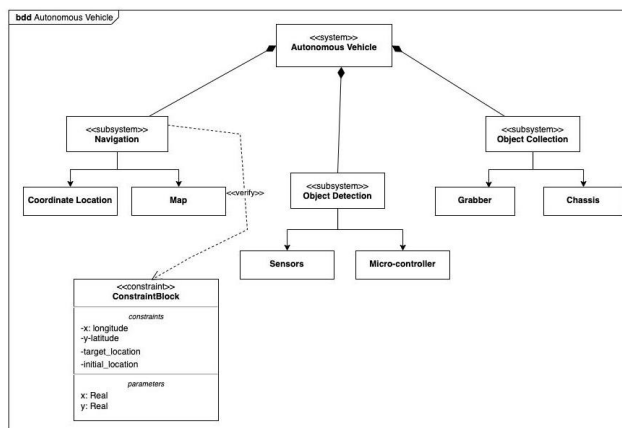 bdd Autonomous Vehicle
<<system>>
Autonomous Vehicle
<<subsystem>>
Navigation
<<subsystem>>
Object Collection
<<subsystem>>
Object Detection
Coordinate Location
Map
<<verify>>
Grabber
Chassis
Sensors
Micro-controller
<<constraint>>
ConstraintBlock
constraints
-x: longitude
-y-latitude
-target_location
-initial_location
parameters
x: Real
y: Real